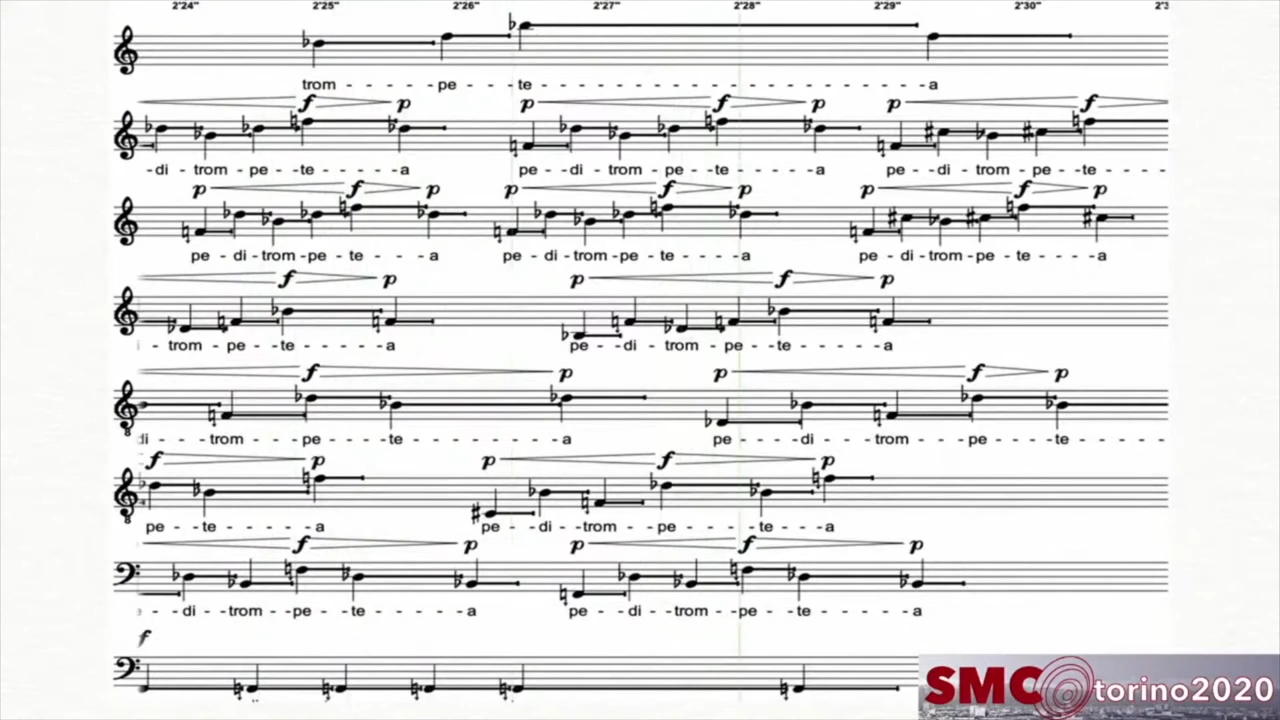 2'24" 2'25" 2'26" 2'27" 2'28" 2'29" 2'30"
trom - - - - - - pe - - - te - - - - - - - - - - - - - - - - - - - - - - - - a
f p p f p p f
-di - - trom - pe - te - - - - a pe - - di - - trom - pe - te - - - - a pe - - di - - trom - pe - te - - - -
p f p p f p p f p
pe-di-trom-pe-te - - - - a pe-di-trom-pe-te - - - - a pe-di-trom-pe-te - - - - a
f p p f p
trom - pe - te - - - - - a pe - - di - - trom - pe - te - - - - - a
f p p f p
di - - - - trom - - - - pe - - - - te - - - - - - - - a pe - - - - di - - - - trom - - - - pe - - - - te - - - -
f p p f p
pe - - te - - - - - - a pe - - di - - trom - - pe - - - - te - - - a
f p p f p
- - di - - trom - - pe - - te - - - - - - a pe - - di - - trom - - pe - - te - - - - - - a
f
SMC@torino2020